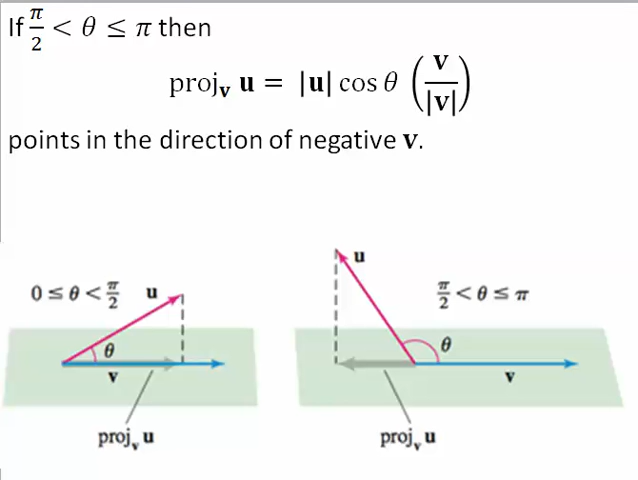 If π/2 < θ ≤ π then
proj_v u = |u| cos θ (v/|v|)
points in the direction of negative v.
0 ≤ θ < π/2
u
θ
v
proj_v u
u
π/2 < θ ≤ π
θ
v
proj_v u